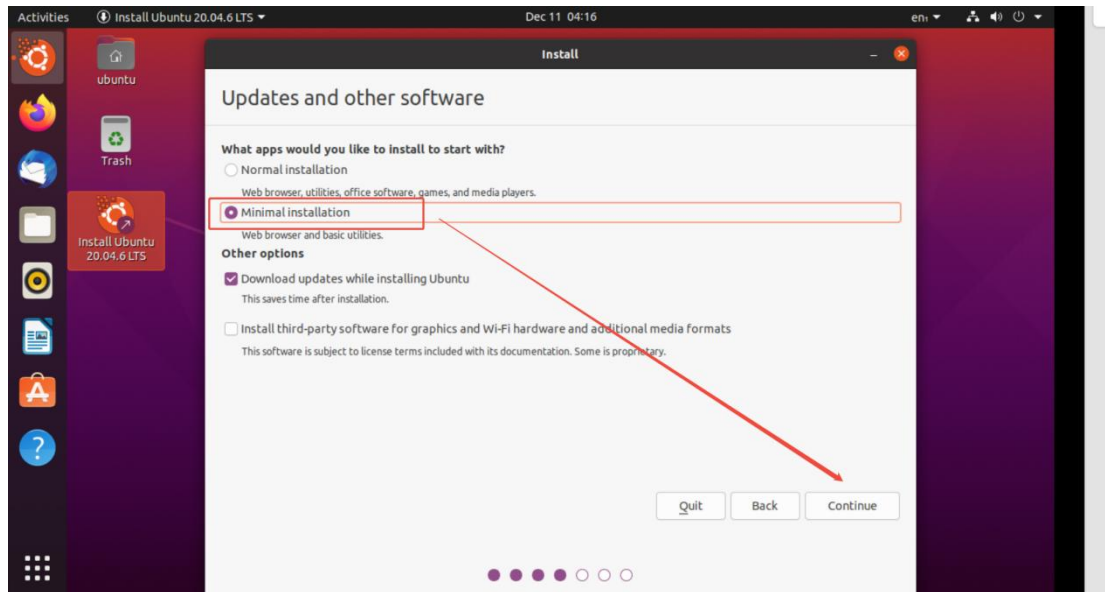 Activities
Install Ubuntu 20.04.6 LTS
Dec 11 04:16
en₁
ubuntu
Trash
Install Ubuntu
20.04.6 LTS
Install
Updates and other software
What apps would you like to install to start with?
Normal installation
Web browser, utilities, office software, games, and media players.
Minimal installation
Web browser and basic utilities.
Other options
Download updates while installing Ubuntu
This saves time after installation.
Install third-party software for graphics and Wi-Fi hardware and additional media formats
This software is subject to license terms included with its documentation. Some is proprietary.
Quit
Back
Continue